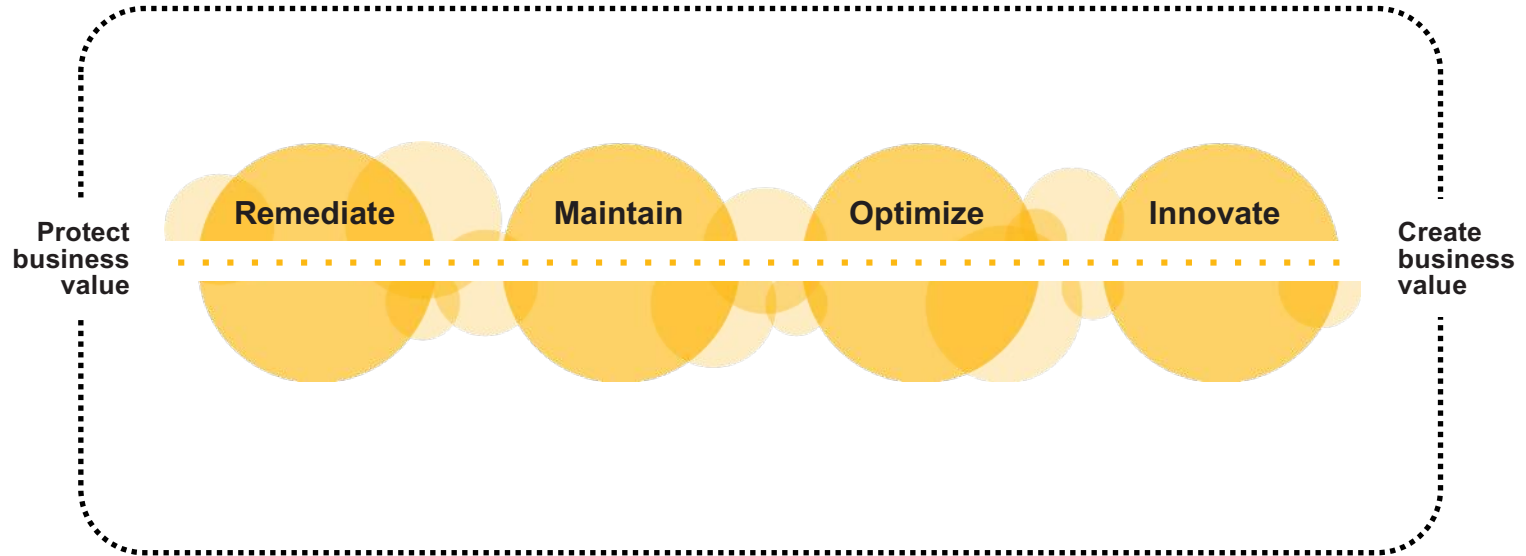 Remediate
Maintain
Optimize
Innovate
Protect
business
value
Create
business
value